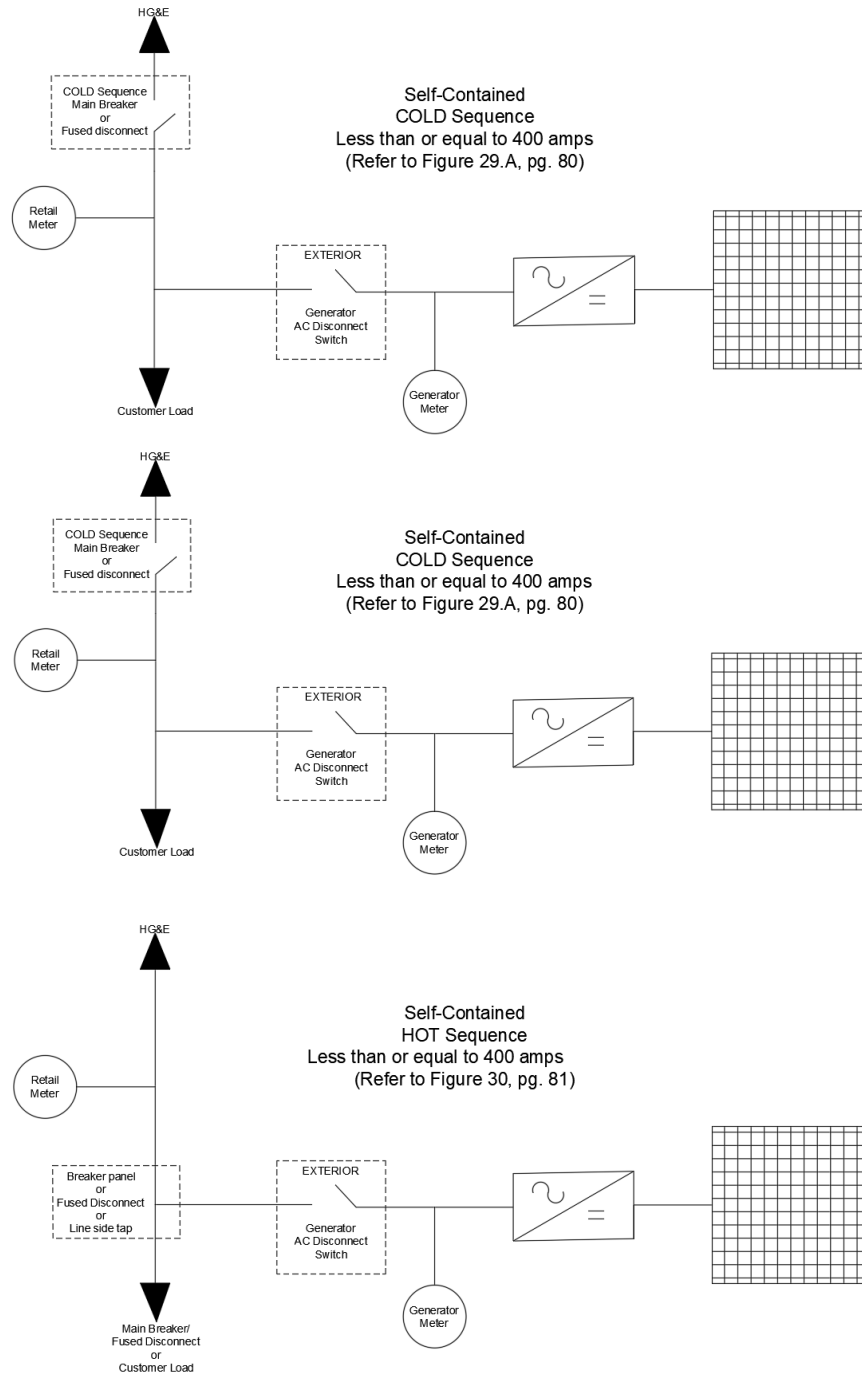 HG&E
COLD Sequence
Main Breaker
or
Fused disconnect
Self-Contained
COLD Sequence
Less than or equal to 400 amps
(Refer to Figure 29.A, pg. 80)
Retail
Meter
EXTERIOR
Generator
AC Disconnect
Switch
Generator
Meter
Customer Load
HG&E
COLD Sequence
Main Breaker
or
Fused disconnect
Self-Contained
COLD Sequence
Less than or equal to 400 amps
(Refer to Figure 29.A, pg. 80)
Retail
Meter
EXTERIOR
Generator
AC Disconnect
Switch
Generator
Meter
Customer Load
HG&E
Self-Contained
HOT Sequence
Less than or equal to 400 amps
(Refer to Figure 30, pg. 81)
Retail
Meter
Breaker panel
or
Fused Disconnect
or
Line side tap
EXTERIOR
Generator
AC Disconnect
Switch
Generator
Meter
Main Breaker/
Fused Disconnect
or
Customer Load